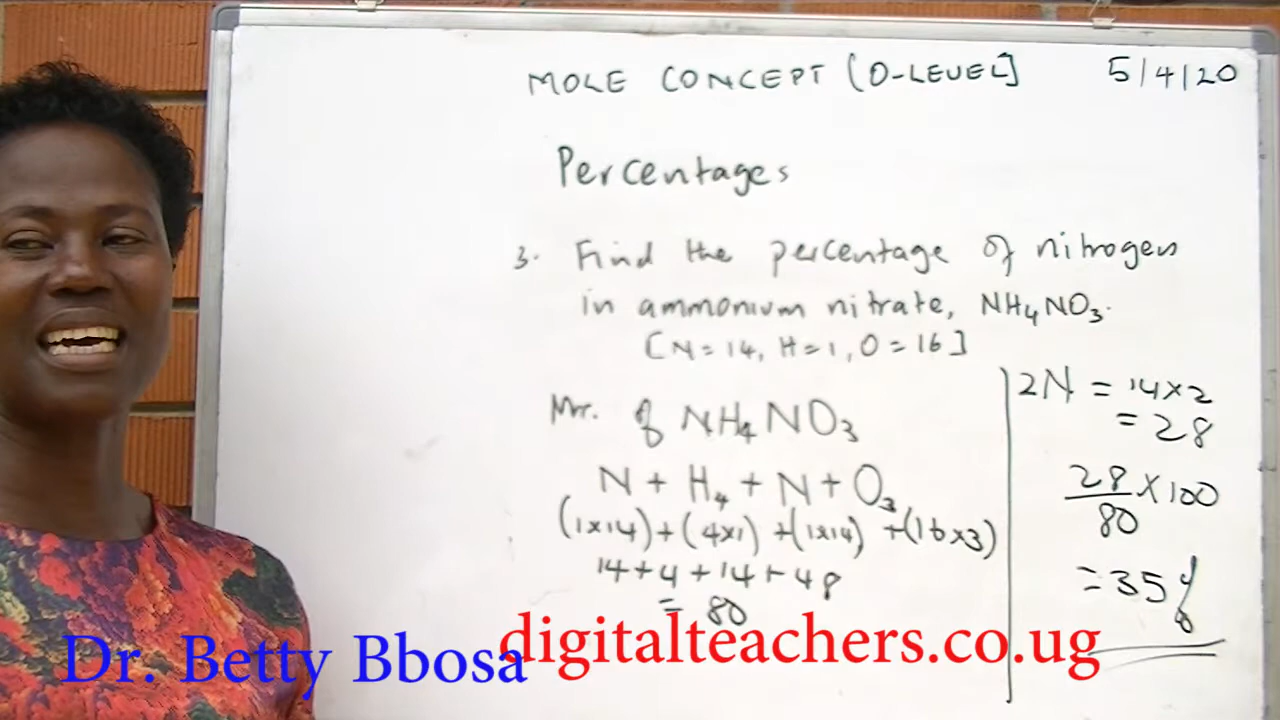 MOLE CONCEPT (O-LEVEL] 5/4/20
Percentages
3. Find the percentage of nitrogen
in ammonium nitrate, NH₄NO₃.
[N = 14, H = 1, O = 16]
Mr. of NH₄NO₃
N + H₄ + N + O₃
(1x14) + (4x1) + (1x14) + (16x3)
14 + 4 + 14 + 48
= 80
2N = 14x2
= 28
28/80 x 100
= 35%
Dr. Betty Bbosa
digitalteachers.co.ug